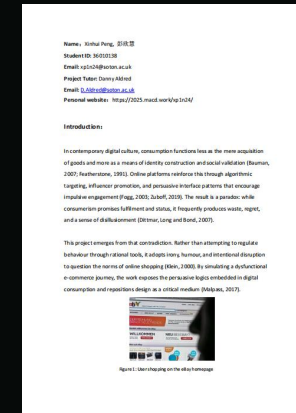 Name： Xinhui Peng, 彭欣慧
Student ID: 36010138
Email: xp1n24@soton.ac.uk
Project Tutor: Danny Aldred
Email: D.Aldred@soton.ac.uk
Personal website： https://2025.macd.work/xp1n24/
Introduction：
In contemporary digital culture, consumption functions less as the mere acquisition
of goods and more as a means of identity construction and social validation (Bauman,
2007; Featherstone, 1991). Online platforms reinforce this through algorithmic
targeting, influencer promotion, and persuasive interface patterns that encourage
impulsive engagement (Fogg, 2003; Zuboff, 2019). The result is a paradox: while
consumerism promises fulfilment and status, it frequently produces waste, regret,
and a sense of disillusionment (Dittmar, Long and Bond, 2007).
This project emerges from that contradiction. Rather than attempting to regulate
behaviour through rational tools, it adopts irony, humour, and intentional disruption
to question the norms of online shopping (Klein, 2000). By simulating a dysfunctional
e-commerce journey, the work exposes the persuasive logics embedded in digital
consumption and repositions design as a critical medium (Malpass, 2017).
WILLKOMMEN
Figure 1: User shopping on the eBay homepage